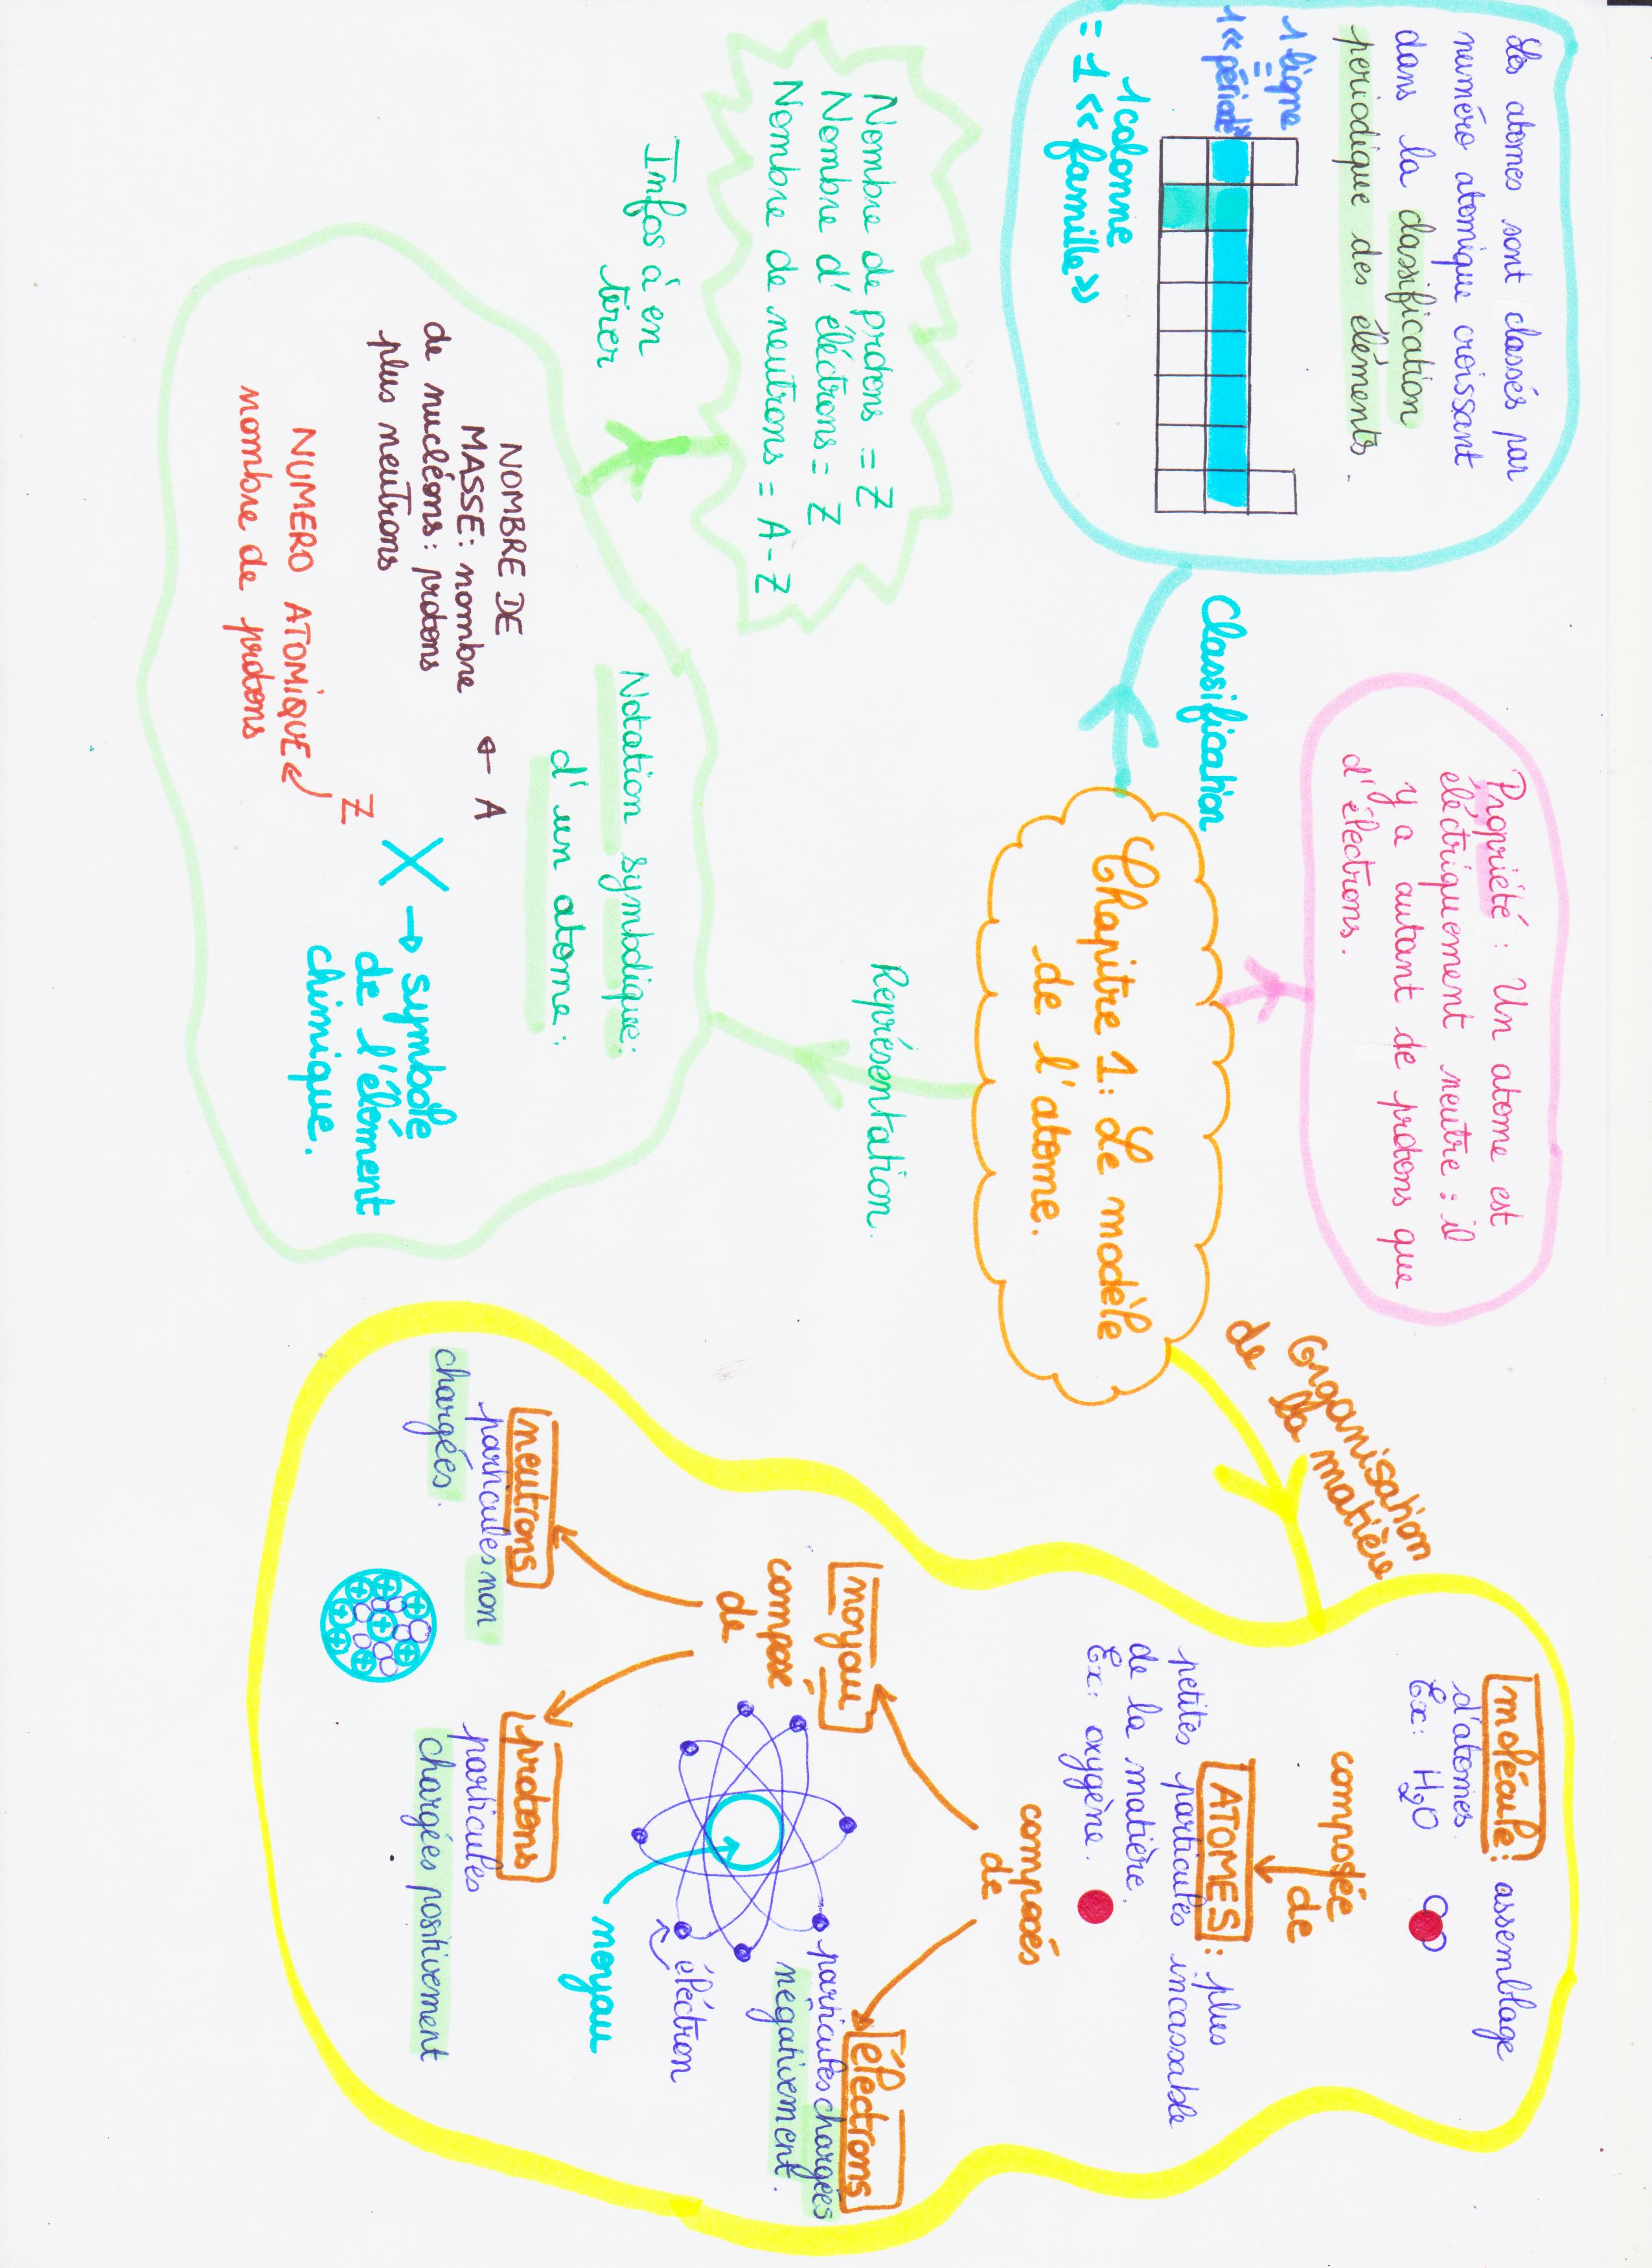 Les atomes sont classés par
numéro atomique croissant
dans la classification
periodique des éléments.
1 ligne
=
1 << période >>
1 colonne
= 1 << famille >>
Classification
Propriété : Un atome est
éléctriquement neutre : il
y a autant de protons que
d'électrons.
Chapitre 1: Le modèle
de l'atome.
Organisation
de la matière
molécule: assemblage
d'atomes.
Ex: H₂O
composée
de
ATOMES: plus
petites particules incassable
de la matière.
Ex: oxygène.
composés
de
noyau
composé
de
électrons
particules chargées
négativement.
éléctron
noyau
neutrons
particules non
chargées.
protons
particules
chargées positivement
+ + + + + + + + +
Représentation.
Nombre de protons = Z
Nombre d'éléctrons = Z
Nombre de neutrons = A - Z
Infos à en
tirer
Notation symbolique:
d'un atome:
NOMBRE DE
MASSE: nombre
de nucléons: protons
plus neutrons
← A
X → symbole
de l'élément
chimique.
Z
NUMERO ATOMiQUE
nombre de protons